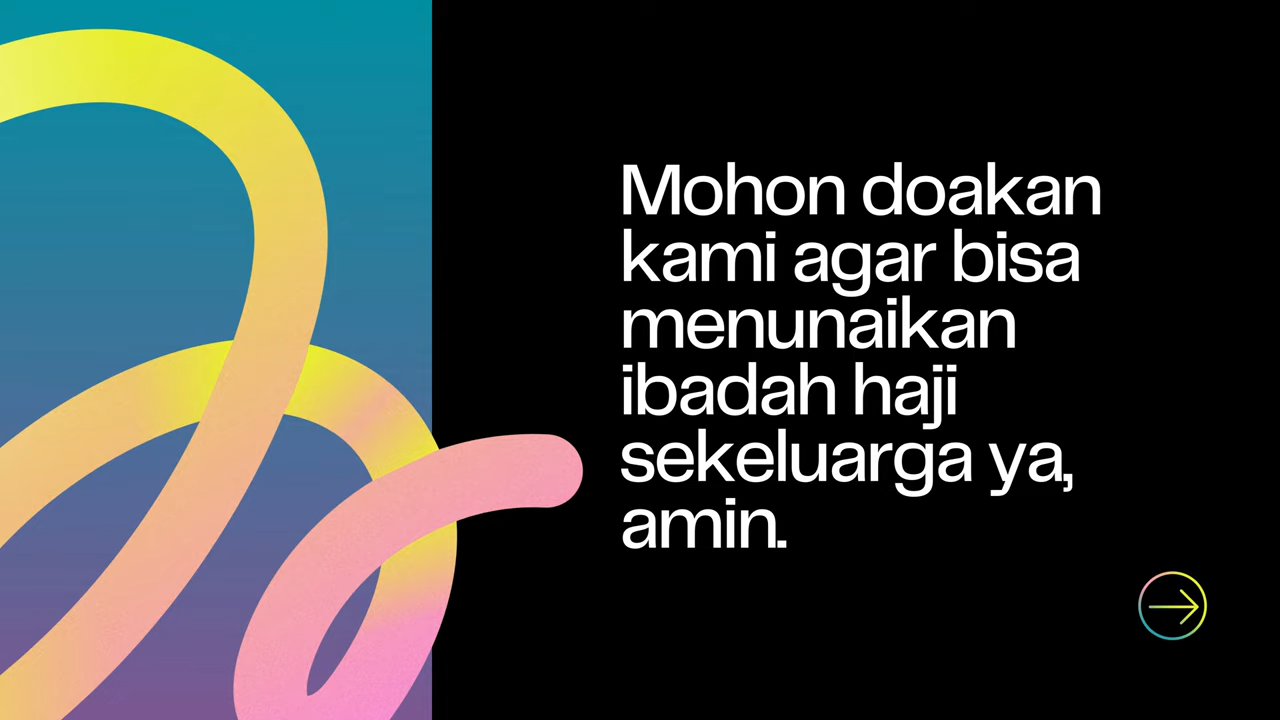 Mohon doakan
kami agar bisa
menunaikan
ibadah haji
sekeluarga ya,
amin.